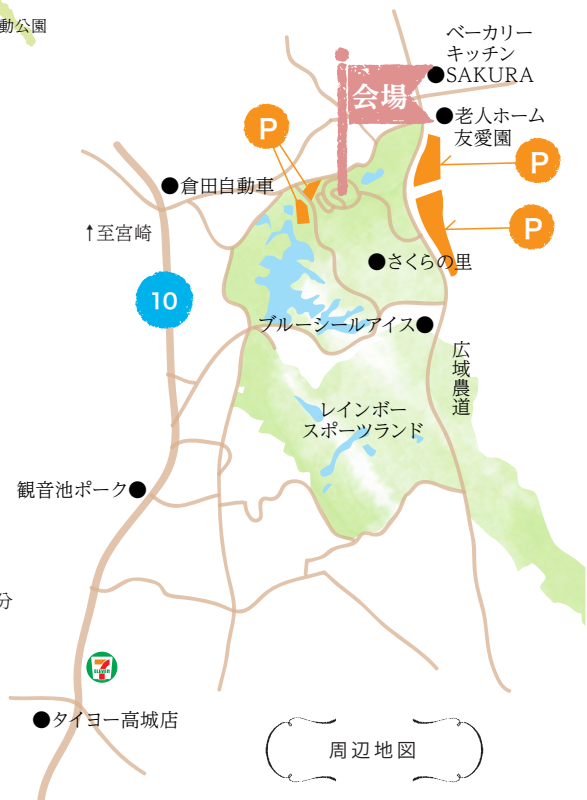 動公園
ベーカリー
キッチン
SAKURA
会場
老人ホーム
友愛園
P
P
P
倉田自動車
↑至宮崎
さくらの里
10
ブルーシールアイス
広域農道
レインボー
スポーツランド
観音池ポーク
分
7
ELEVEn
タイヨー高城店
周辺地図